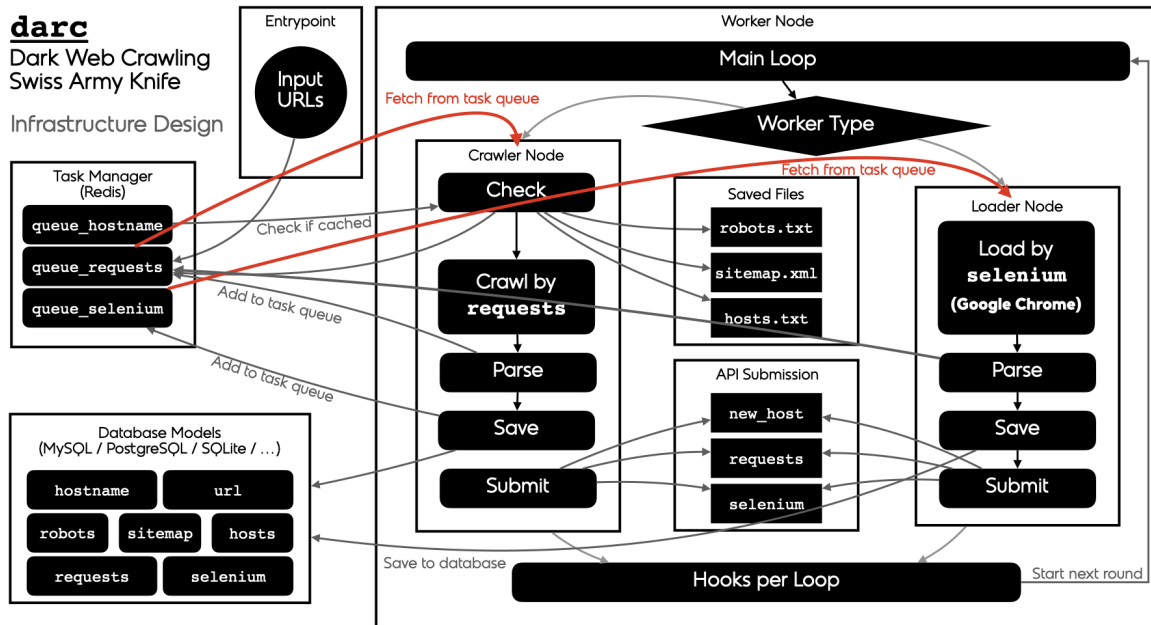 darc
Dark Web Crawling
Swiss Army Knife
Infrastructure Design
Entrypoint
Input
URLs
Worker Node
Main Loop
Worker Type
Fetch from task queue
Fetch from task queue
Task Manager
(Redis)
queue_hostname
queue_requests
queue_selenium
Check if cached
Add to task queue
Add to task queue
Crawler Node
Check
Crawl by
requests
Parse
Save
Submit
Saved Files
robots.txt
sitemap.xml
hosts.txt
API Submission
new_host
requests
selenium
Loader Node
Load by
selenium
(Google Chrome)
Parse
Save
Submit
Database Models
(MySQL / PostgreSQL / SQLite / ...)
hostname
url
robots
sitemap
hosts
requests
selenium
Save to database
Hooks per Loop
Start next round